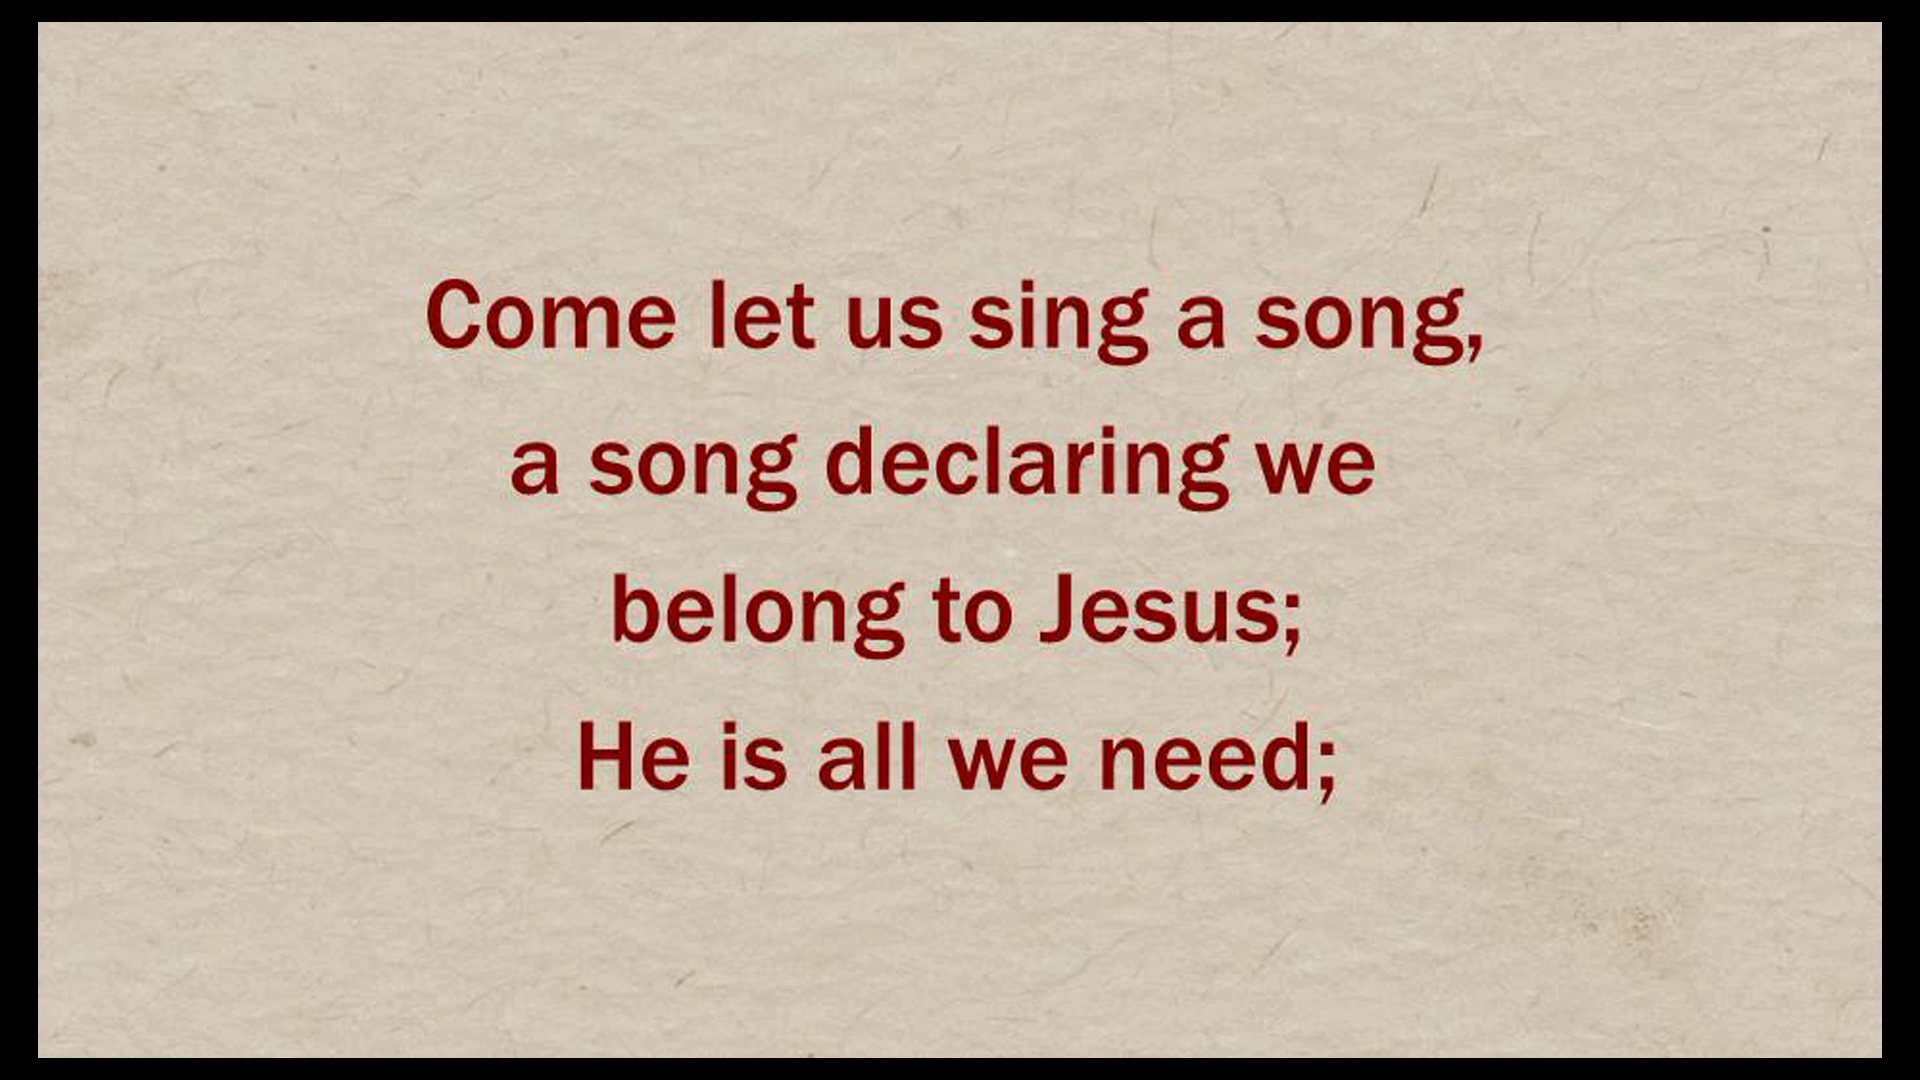 Come let us sing a song,
a song declaring we
belong to Jesus;
He is all we need;